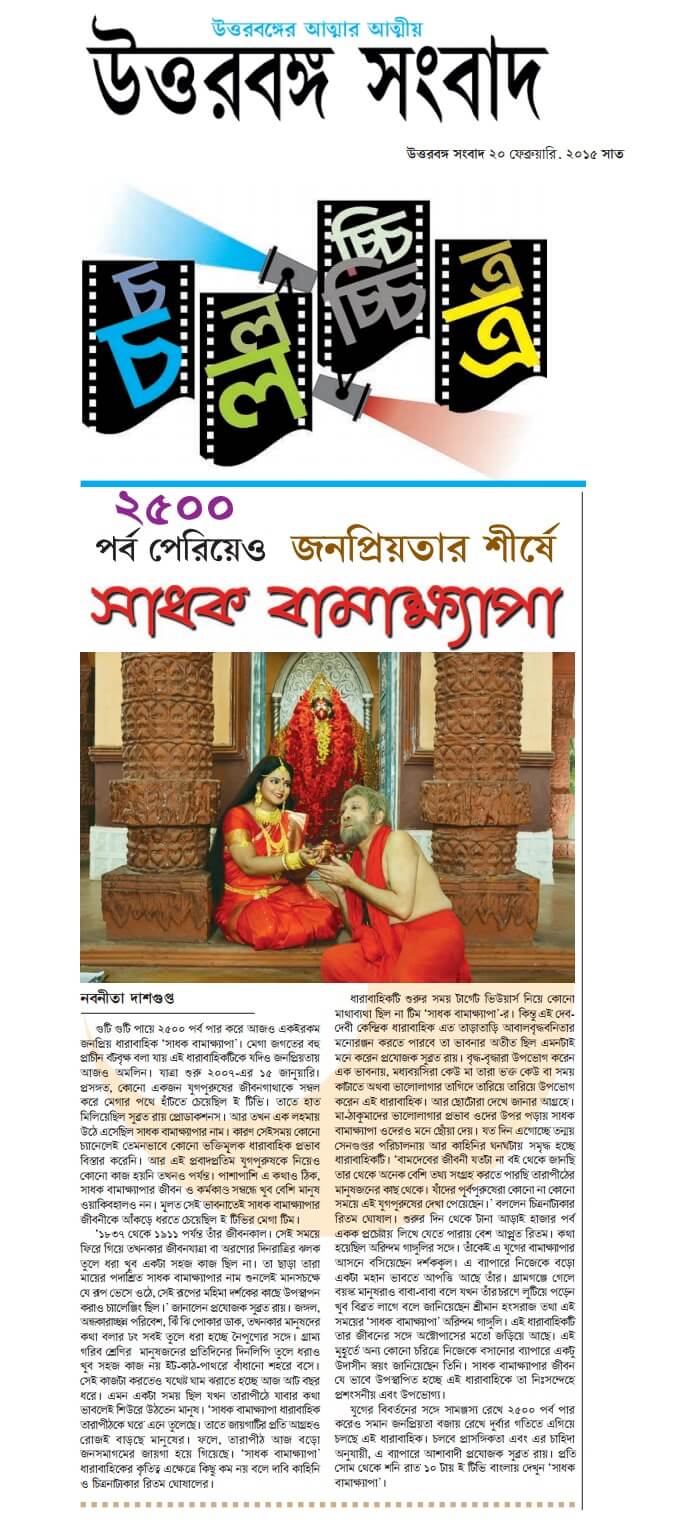 উত্তরবঙ্গের আত্মার আত্মীয়
উত্তরবঙ্গ সংবাদ
উত্তরবঙ্গ সংবাদ ২০ ফেব্রুয়ারি, ২০১৫ সাত
চ ল চ্চি ত্র
চ ল চ্চি ত্র
২৫০০
পর্ব পেরিয়েও জনপ্রিয়তার শীর্ষে
সাধক বামাক্ষ্যাপা
নবনীতা দাশগুপ্ত
গুটি গুটি পায়ে ২৫০০ পর্ব পার করে আজও একইরকম
জনপ্রিয় ধারাবাহিক ‘সাধক বামাক্ষ্যাপা’। মেগা জগতের বহু
প্রাচীন বটবৃক্ষ বলা যায় এই ধারাবাহিকটিকে যদিও জনপ্রিয়তায়
আজও অমলিন। যাত্রা শুরু ২০০৭-এর ১৫ জানুয়ারি।
প্রসঙ্গত, কোনো একজন যুগপুরুষের জীবনগাথাকে সম্বল
করে মেগার পথে হাঁটতে চেয়েছিল ই টিভি। তাতে হাত
মিলিয়েছিল সুব্রত রায় প্রোডাকশনস। আর তখন এক লহমায়
উঠে এসেছিল সাধক বামাক্ষ্যাপার নাম। কারণ সেইসময় কোনো
চ্যানেলেই তেমনভাবে কোনো ভক্তিমূলক ধারাবাহিক প্রভাব
বিস্তার করেনি। আর এই প্রবাদপ্রতিম যুগপুরুষকে নিয়েও
কোনো কাজ হয়নি তখনও পর্যন্ত। পাশাপাশি এ কথাও ঠিক,
সাধক বামাক্ষ্যাপার জীবন ও কর্মকাণ্ড সম্বন্ধে খুব বেশি মানুষ
ওয়াকিবহালও নন। মূলত সেই ভাবনাতেই সাধক বামাক্ষ্যাপার
জীবনীকে আঁকড়ে ধরতে চেয়েছিল ই টিভির মেগা টিম।
‘১৮৩৭ থেকে ১৯১১ পর্যন্ত তাঁর জীবনকাল। সেই সময়ে
ফিরে গিয়ে তখনকার জীবনযাত্রা বা অরণ্যের দিনরাত্রির ঝলক
তুলে ধরা খুব একটা সহজ কাজ ছিল না। তা ছাড়া তারা
মায়ের পদাশ্রিত সাধক বামাক্ষ্যাপার নাম শুনলেই মানসচক্ষে
যে রূপ ভেসে ওঠে, সেই রূপের মহিমা দর্শকের কাছে উপস্থাপন
করাও চ্যালেঞ্জিং ছিল।’ জানালেন প্রযোজক সুব্রত রায়। জঙ্গল,
অন্ধকারাচ্ছন্ন পরিবেশ, ঝিঁ ঝি পোকার ডাক, তখনকার মানুষদের
কথা বলার ঢং সবই তুলে ধরা হচ্ছে নৈপুণ্যের সঙ্গে। গ্রাম্য
গরিব শ্রেণির মানুষজনের প্রতিদিনের দিনলিপি তুলে ধরাও
খুব সহজ কাজ নয় ইট-কাঠ-পাথরে বাঁধানো শহরে বসে।
সেই কাজটা করতেও যথেষ্ট ঘাম ঝরাতে হচ্ছে আজ আট বছর
ধরে। এমন একটা সময় ছিল যখন তারাপীঠে যাবার কথা
ভাবলেই শিউরে উঠতেন মানুষ। ‘সাধক বামাক্ষ্যাপা ধারাবাহিক
তারাপীঠকে ঘরে এনে তুলেছে। তাতে জায়গাটির প্রতি আগ্রহও
রোজই বাড়ছে মানুষের। ফলে, তারাপীঠ আজ বড়ো
জনসমাগমের জায়গা হয়ে গিয়েছে। ‘সাধক বামাক্ষ্যাপা’
ধারাবাহিকের কৃতিত্ব এক্ষেত্রে কিছু কম নয় বলে দাবি কাহিনি
ও চিত্রনাট্যকার রিতম ঘোষালের।
ধারাবাহিকটি শুরুর সময় টার্গেট ভিউয়ার্স নিয়ে কোনো
মাথাব্যথা ছিল না টিম ‘সাধক বামাক্ষ্যাপা’-র। কিন্তু এই দেব-
দেবী কেন্দ্রিক ধারাবাহিক এত তাড়াতাড়ি আবালবৃদ্ধবনিতার
মনোরঞ্জন করতে পারবে তা ভাবনার অতীত ছিল এমনটাই
মনে করেন প্রযোজক সুব্রত রায়। বৃদ্ধ-বৃদ্ধারা উপভোগ করেন
এক ভাবনায়, মধ্যবয়সিরা কেউ মা তারা ভক্ত কেউ বা সময়
কাটাতে অথবা ভালোলাগার তাগিদে তারিয়ে তারিয়ে উপভোগ
করেন এই ধারাবাহিক। আর ছোটোরা দেখে জানার আগ্রহে।
মা-ঠাকুমাদের ভালোলাগার প্রভাব ওদের উপর পড়ায় সাধক
বামাক্ষ্যাপা ওদেরও মনে ছোঁয়া দেয়। যত দিন এগোচ্ছে তন্ময়
সেনগুপ্তর পরিচালনায় আর কাহিনির ঘনঘটায় সমৃদ্ধ হচ্ছে
ধারাবাহিকটি। ‘বামদেবের জীবনী যতটা না বই থেকে জানছি
তার থেকে অনেক বেশি তথ্য সংগ্রহ করতে পারছি তারাপীঠের
মানুষজনের কাছ থেকে। যাঁদের পূর্বপুরুষেরা কোনো না কোনো
সময়ে এই যুগপুরুষের দেখা পেয়েছেন।’ বললেন চিত্রনাট্যকার
রিতম ঘোষাল। শুরুর দিন থেকে টানা আড়াই হাজার পর্ব
একক প্রচেষ্টায় লিখে যেতে পারায় বেশ আপ্লুত রিতম। কথা
হয়েছিল অরিন্দম গাঙ্গুলির সঙ্গে। তাঁকেই এ যুগের বামাক্ষ্যাপার
আসনে বসিয়েছেন দর্শককূল। এ ব্যাপারে নিজেকে বড়ো
একটা মহান ভাবতে আপত্তি আছে তাঁর। গ্রামগঞ্জে গেলে
বয়স্ক মানুষরাও বাবা-বাবা বলে যখন তাঁর চরণে লুটিয়ে পড়েন
খুব বিব্রত লাগে বলে জানিয়েছেন শ্রীমান হংসরাজ তথা এই
সময়ের ‘সাধক বামাক্ষ্যাপা’ অরিন্দম গাঙ্গুলি। এই ধারাবাহিকটি
তার জীবনের সঙ্গে অক্টোপাসের মতো জড়িয়ে আছে। এই
মুহূর্তে অন্য কোনো চরিত্রে নিজেকে বসানোর ব্যাপারে একটু
উদাসীন স্বয়ং জানিয়েছেন তিনি। সাধক বামাক্ষ্যাপার জীবন
যে ভাবে উপস্থাপিত হচ্ছে এই ধারাবাহিকে তা নিঃসন্দেহে
প্রশংসনীয় এবং উপভোগ্য।
যুগের বিবর্তনের সঙ্গে সামঞ্জস্য রেখে ২৫০০ পর্ব পার
করেও সমান জনপ্রিয়তা বজায় রেখে দুর্বার গতিতে এগিয়ে
চলছে এই ধারাবাহিক। চলবে প্রাসঙ্গিকতা এবং এর চাহিদা
অনুযায়ী, এ ব্যাপারে আশাবাদী প্রযোজক সুব্রত রায়। প্রতি
সোম থেকে শনি রাত ১০ টায় ই টিভি বাংলায় দেখুন ‘সাধক
বামাক্ষ্যাপা’।